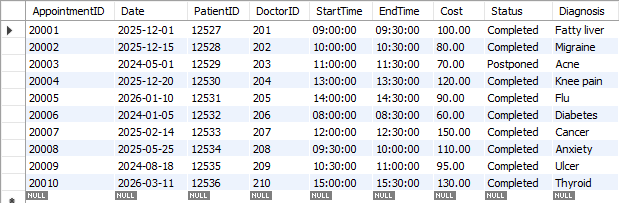 AppointmentID Date PatientID DoctorID StartTime EndTime Cost Status Diagnosis
20001 2025-12-01 12527 201 09:00:00 09:30:00 100.00 Completed Fatty liver
20002 2025-12-15 12528 202 10:00:00 10:30:00 80.00 Completed Migraine
20003 2024-05-01 12529 203 11:00:00 11:30:00 70.00 Postponed Acne
20004 2025-12-20 12530 204 13:00:00 13:30:00 120.00 Completed Knee pain
20005 2026-01-10 12531 205 14:00:00 14:30:00 90.00 Completed Flu
20006 2024-01-05 12532 206 08:00:00 08:30:00 60.00 Completed Diabetes
20007 2025-02-14 12533 207 12:00:00 12:30:00 150.00 Completed Cancer
20008 2025-05-25 12534 208 09:30:00 10:00:00 110.00 Completed Anxiety
20009 2024-08-18 12535 209 10:30:00 11:00:00 95.00 Completed Ulcer
20010 2026-03-11 12536 210 15:00:00 15:30:00 130.00 Completed Thyroid
NULL NULL NULL NULL NULL NULL NULL NULL NULL